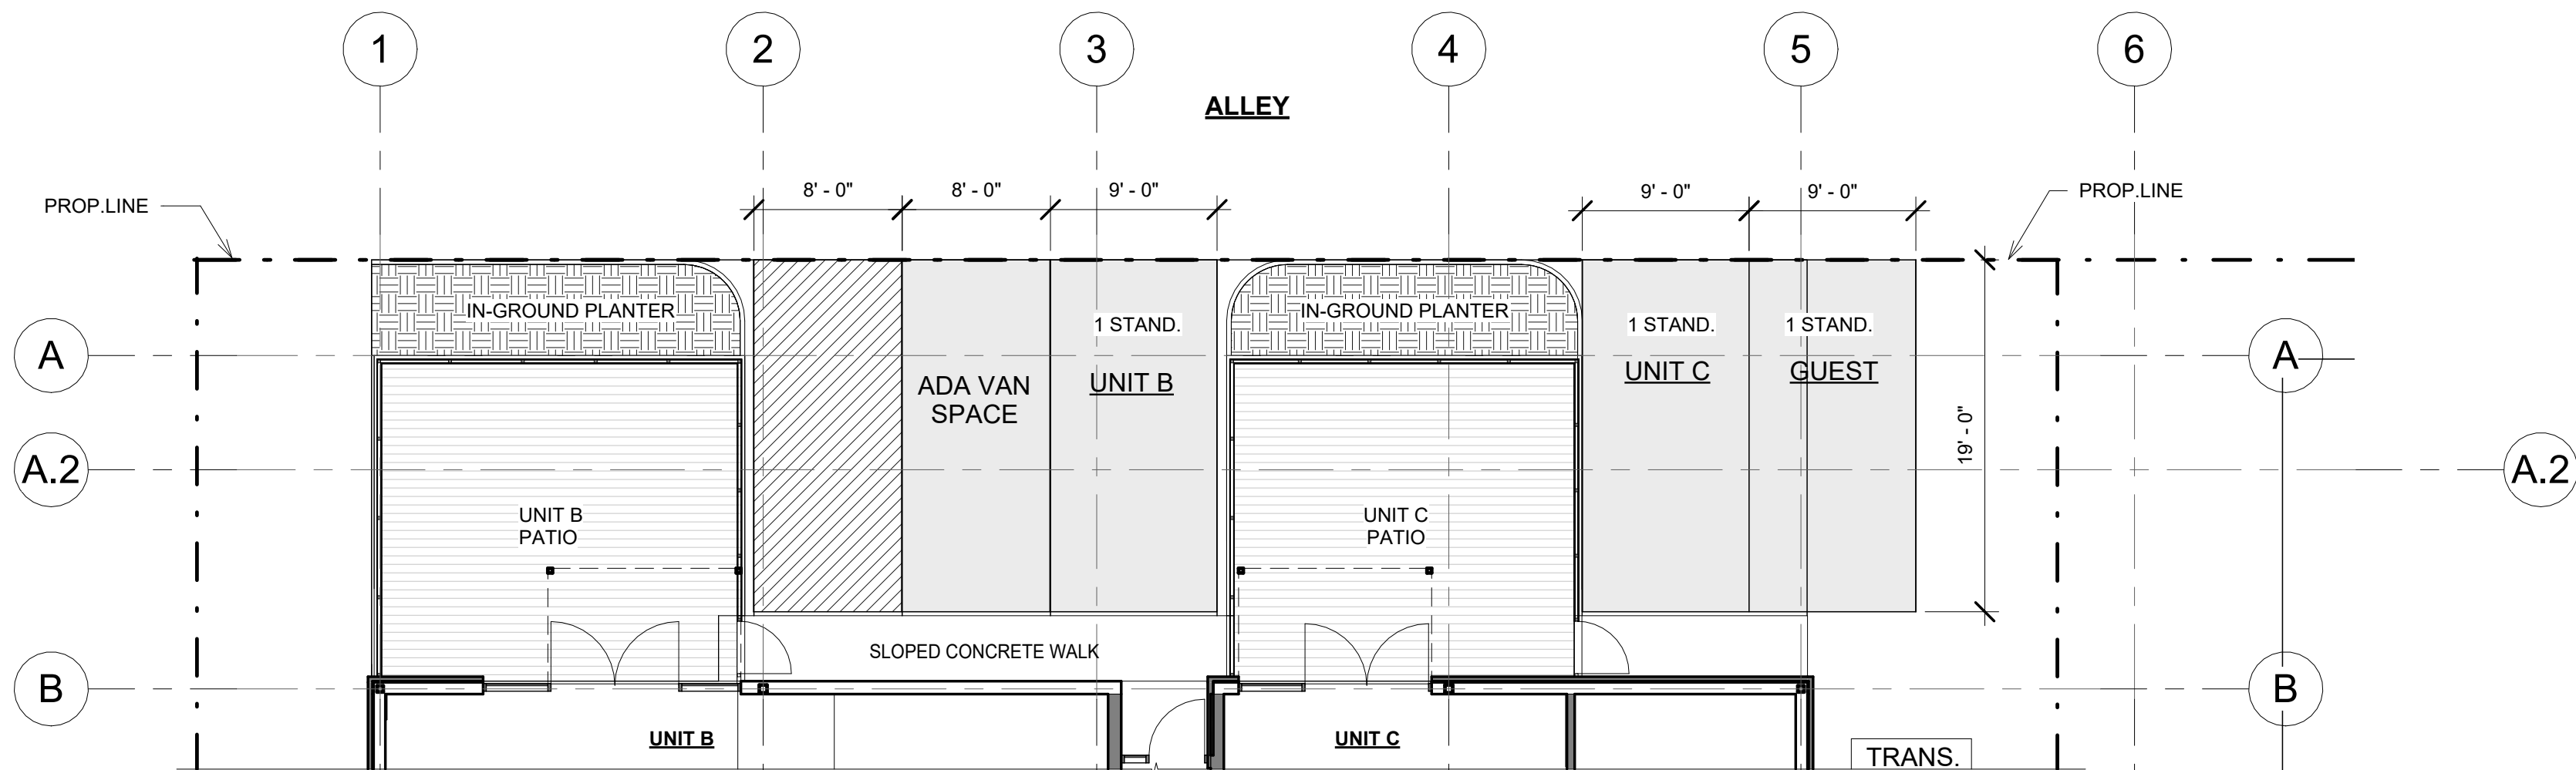 1
2
3
4
5
6
ALLEY
8' - 0"
8' - 0"
9' - 0"
9' - 0"
9' - 0"
PROP.LINE
PROP.LINE
IN-GROUND PLANTER
IN-GROUND PLANTER
1 STAND.
1 STAND.
1 STAND.
A
A
ADA VAN
SPACE
UNIT B
UNIT C
GUEST
19' - 0"
A.2
A.2
UNIT B
PATIO
UNIT C
PATIO
SLOPED CONCRETE WALK
B
B
UNIT B
UNIT C
TRANS.